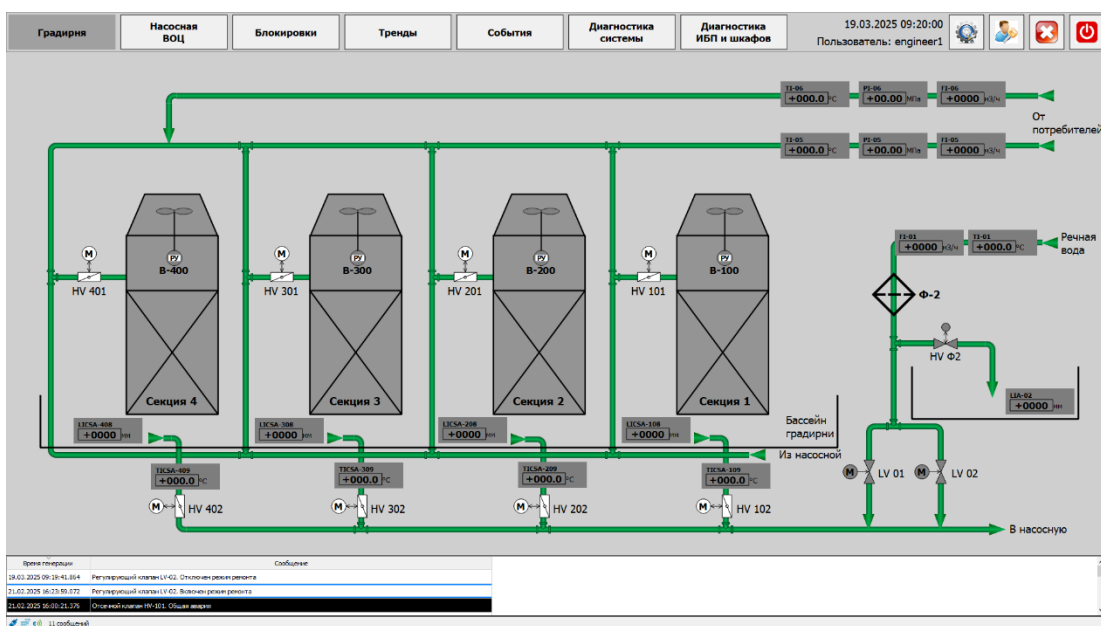 Градирня
Насосная
ВОЦ
Блокировки
Тренды
События
Диагностика
системы
Диагностика
ИБП и шкафов
19.03.2025 09:20:00
Пользователь: engineer1
TI-06
+000.0 °C
PI-06
+00.00 МПа
FI-06
+0000 м3/ч
От
потребителей
TI-05
+000.0 °C
PI-05
+00.00 МПа
FI-05
+0000 м3/ч
FI-01
+0000 м3/ч
TI-01
+000.0 °C
Речная
вода
M
HV 401
РУ
В-400
M
HV 301
РУ
В-300
M
HV 201
РУ
В-200
M
HV 101
РУ
В-100
Ф-2
HV Ф2
LIA-02
+0000 мм
Секция 4
Секция 3
Секция 2
Секция 1
LICSA-408
+0000 мм
LICSA-308
+0000 мм
LICSA-208
+0000 мм
LICSA-108
+0000 мм
Бассейн
градирни
Из насосной
TICSA-409
+000.0 °C
TICSA-309
+000.0 °C
TICSA-209
+000.0 °C
TICSA-109
+000.0 °C
M
LV 01
M
LV 02
M
HV 402
M
HV 302
M
HV 202
M
HV 102
В насосную
Время генерации
Сообщение
19.03.2025 09:19:41.864 Регулирующий клапан LV-02. Отключен режим ремонта
21.02.2025 16:23:59.072 Регулирующий клапан LV-02. Включен режим ремонта
21.02.2025 16:00:21.376 Отсечной клапан HV-101. Общая авария
11 сообщений